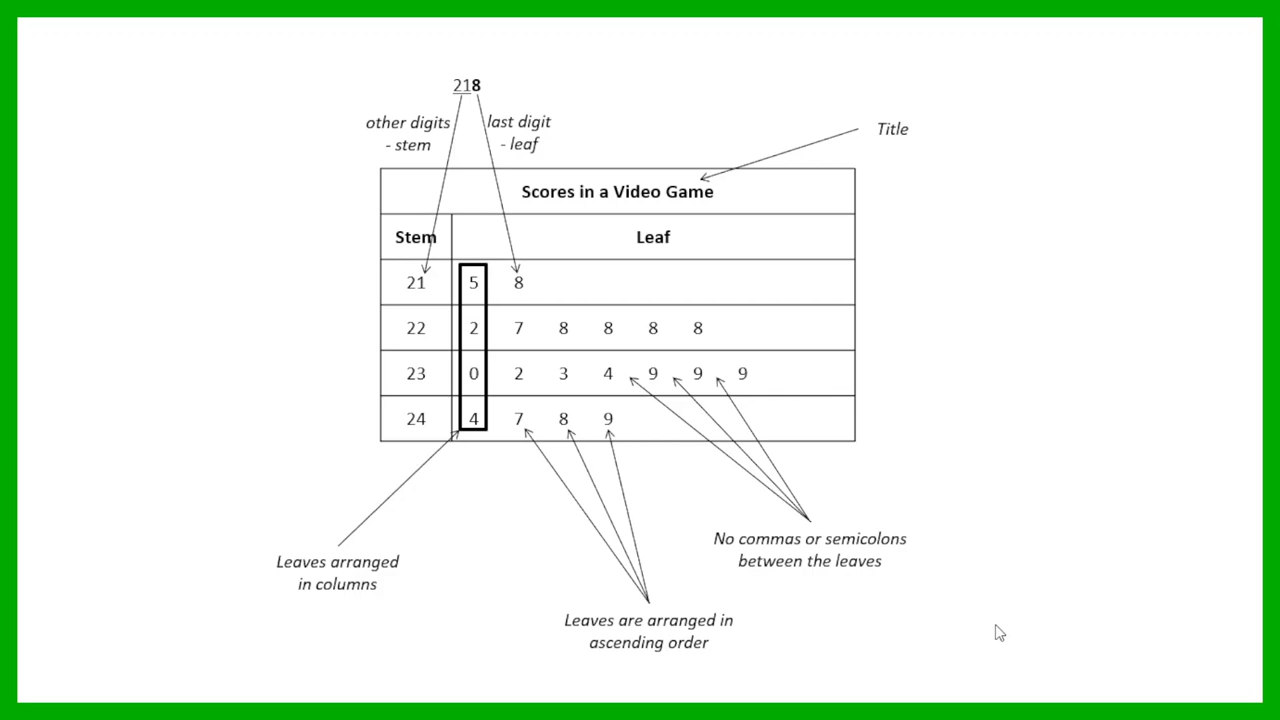 218
other digits
- stem
last digit
- leaf
Title
Scores in a Video Game
Stem Leaf
21 5 8
22 2 7 8 8 8 8
23 0 2 3 4 9 9 9
24 4 7 8 9
No commas or semicolons
between the leaves
Leaves arranged
in columns
Leaves are arranged in
ascending order